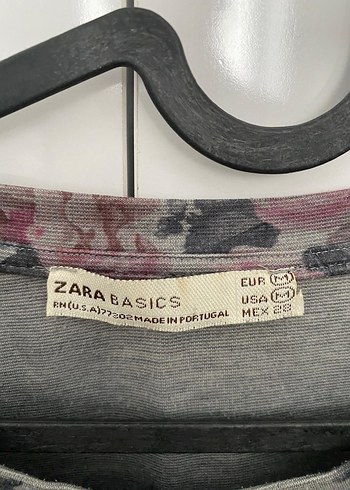 ZARA BASICS
RN(U.S.A)77302 MADE IN PORTUGAL
EUR M
USA M
MEX 28